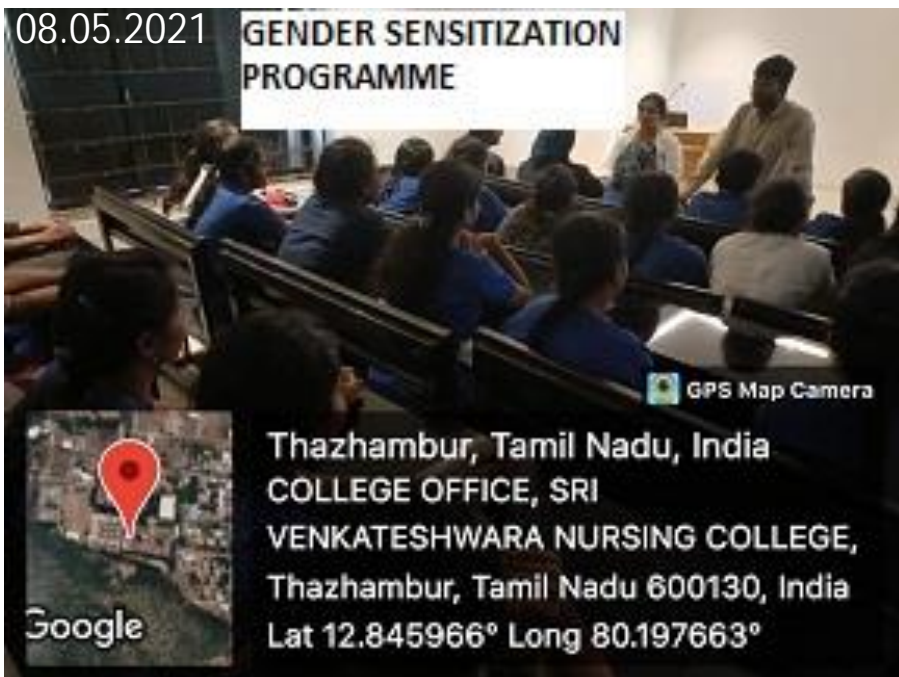 08.05.2021
GENDER SENSITIZATION
PROGRAMME
GPS Map Camera
Thazhambur, Tamil Nadu, India
COLLEGE OFFICE, SRI
VENKATESHWARA NURSING COLLEGE,
Thazhambur, Tamil Nadu 600130, India
Lat 12.845966° Long 80.197663°
Google